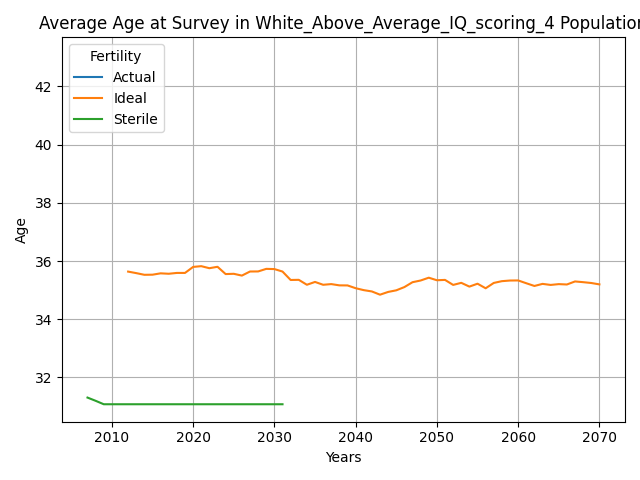 Average Age at Survey in White_Above_Average_IQ_scoring_4 Population
Fertility
Actual
Ideal
Sterile
42
40
38
36
34
32
Age
2010 2020 2030 2040 2050 2060 2070
Years